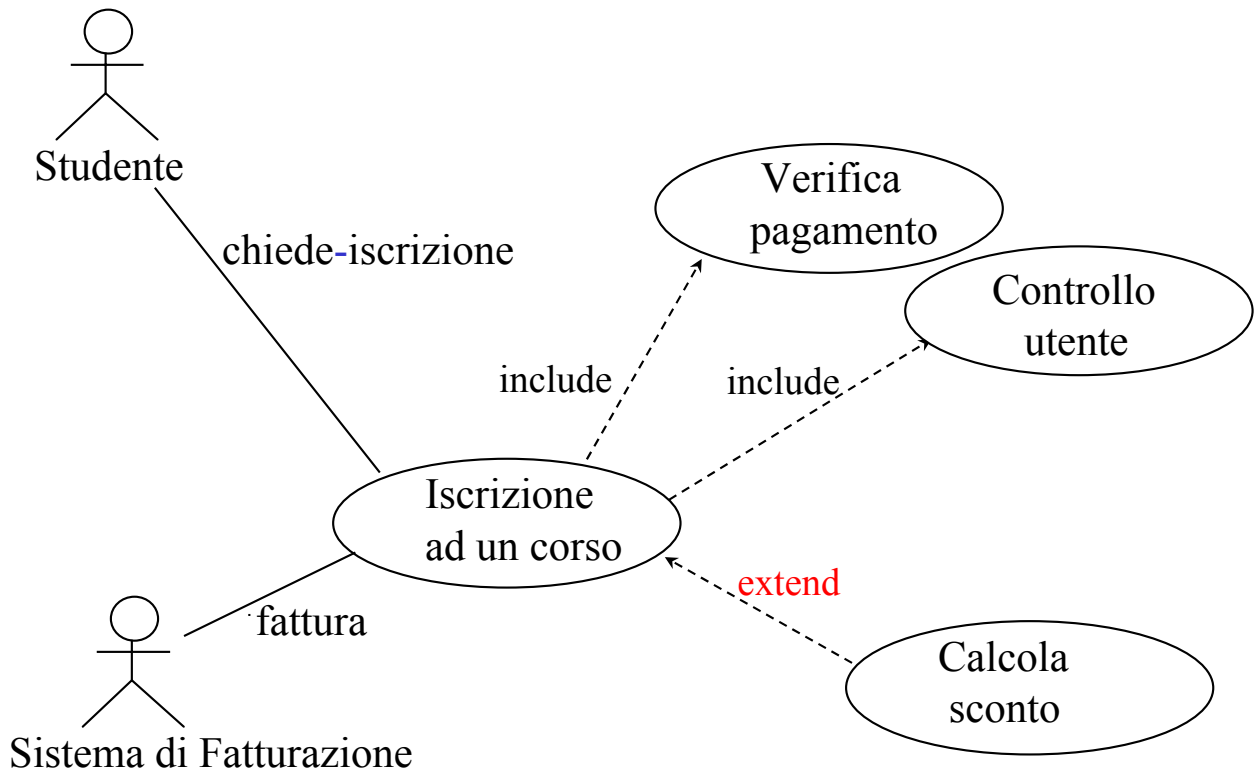 Studente
chiede-iscrizione
Verifica
pagamento
Controllo
utente
include
include
Iscrizione
ad un corso
extend
fattura
Calcola
sconto
Sistema di Fatturazione